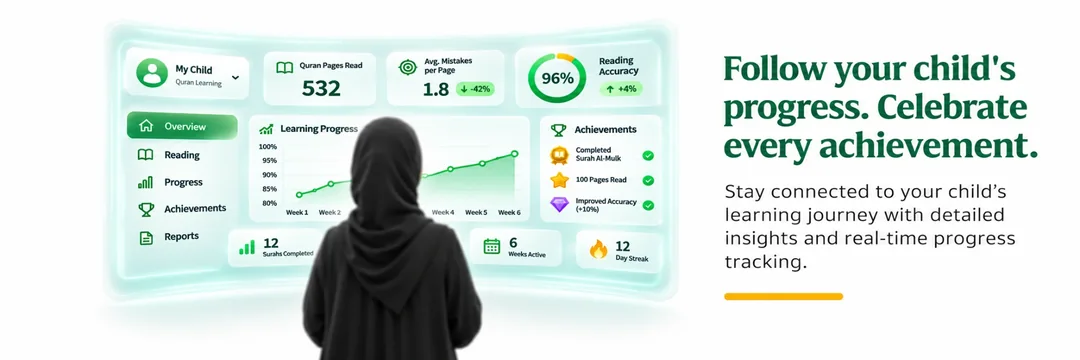 My Child
Quran Learning
Overview
Reading
Progress
Achievements
Reports
Quran Pages Read
532
Avg. Mistakes
per Page
1.8
-42%
96%
Reading
Accuracy
+4%
Learning Progress
100%
95%
90%
85%
80%
Week 1
Week 2
Week 4
Week 5
Week 6
Achievements
Completed
Surah Al-Mulk
100 Pages Read
Improved Accuracy
(+10%)
12
Surahs Completed
6
Weeks Active
12
Day Streak
Follow your child's
progress. Celebrate
every achievement.
Stay connected to your child’s
learning journey with detailed
insights and real-time progress
tracking.